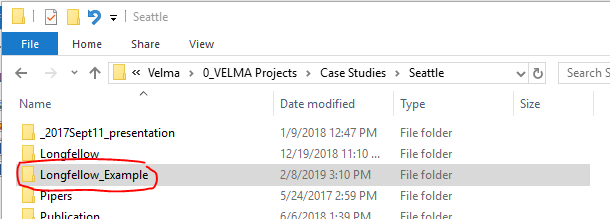 Seattle
File Home Share View
Velma › 0_VELMA Projects › Case Studies › Seattle Search S
Name Date modified Type Size
_2017Sept11_presentation 1/9/2018 12:47 PM File folder
Longfellow 12/19/2018 11:10 ... File folder
Longfellow_Example 2/8/2019 3:10 PM File folder
Pipers 5/24/2017 2:59 PM File folder
Publication 6/6/2018 1:39 PM File folder